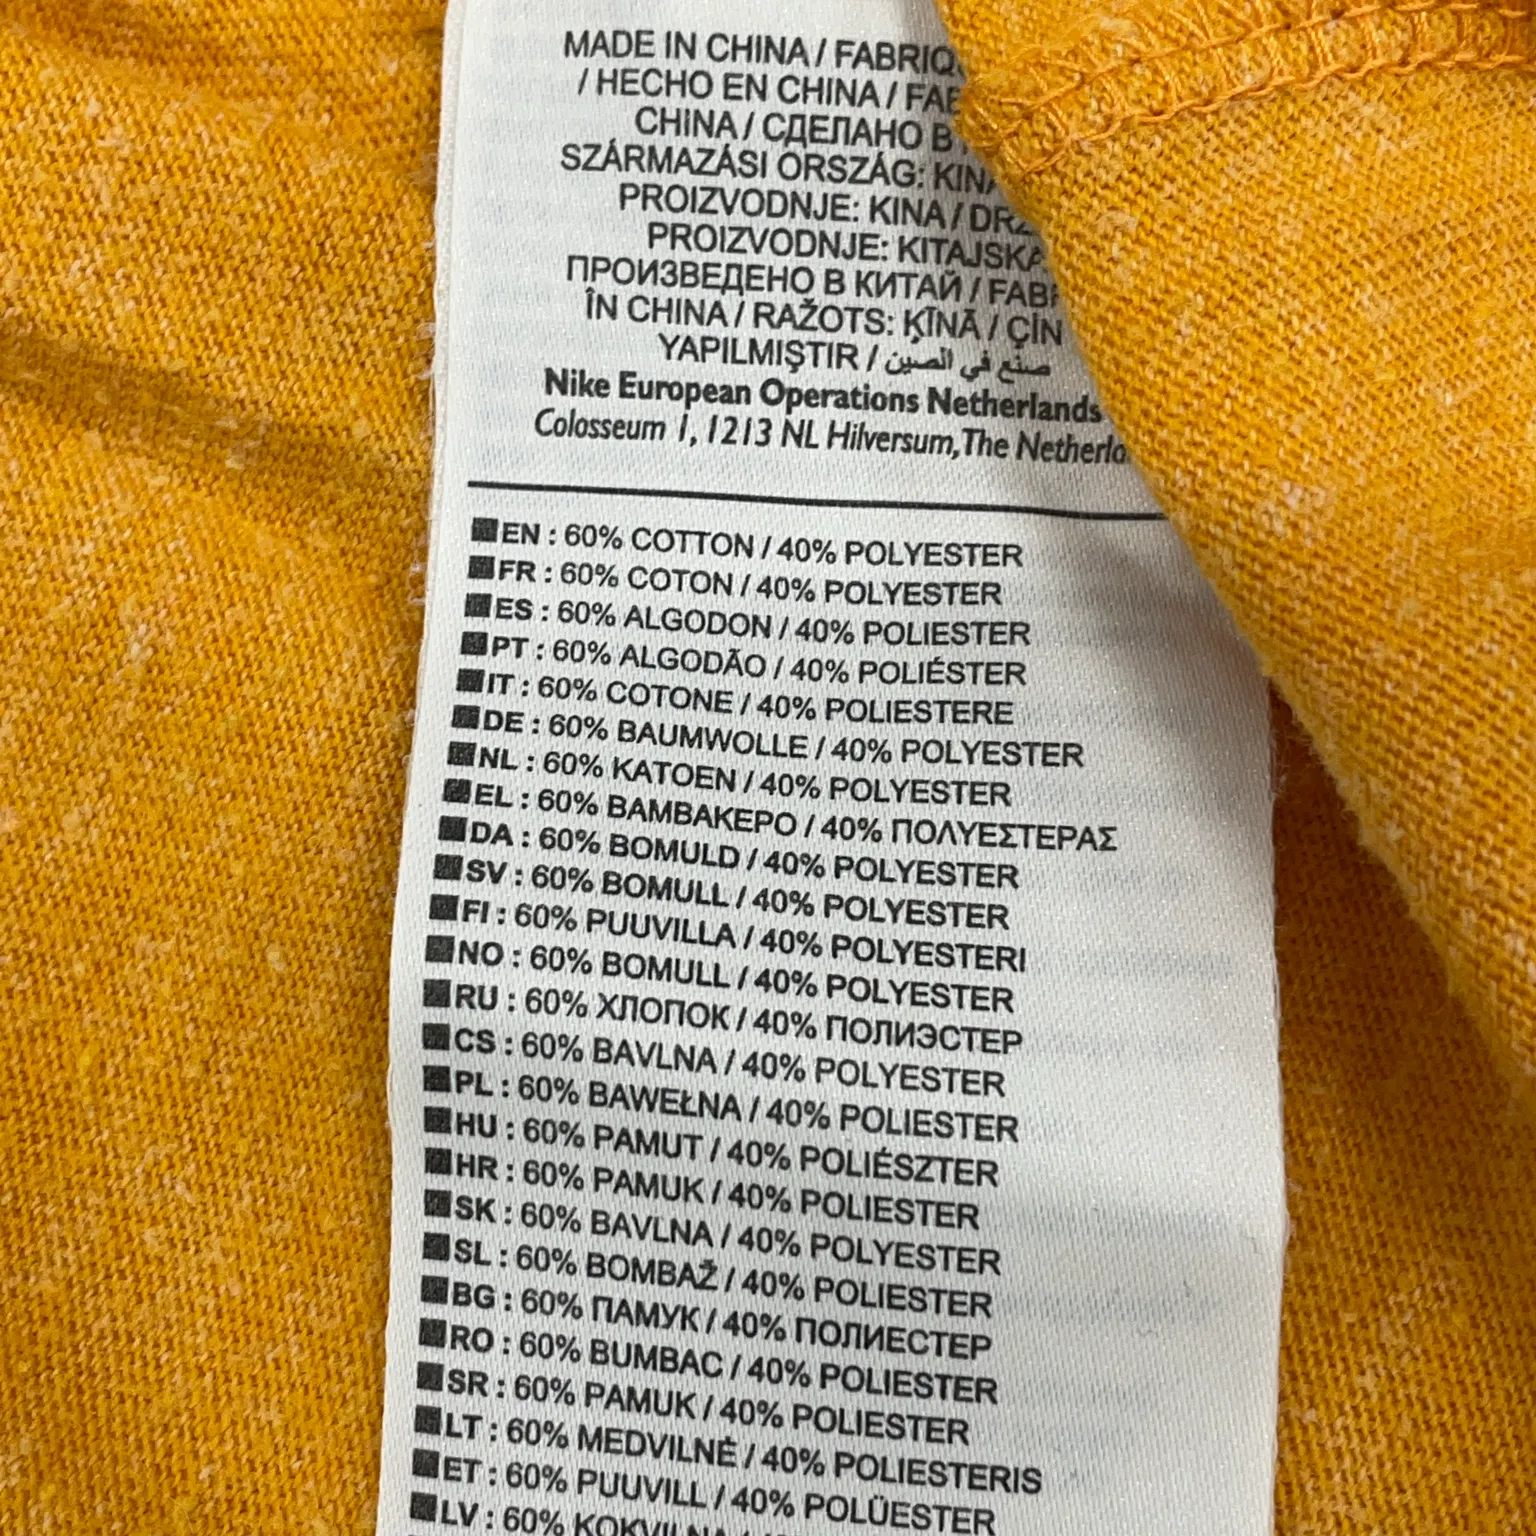 MADE IN CHINA / FABRIQ
/ HECHO EN CHINA / FAB
CHINA / СДЕЛАНО В
SZÁRMAZÁSI ORSZÁG: KINA
PROIZVODNJE: KINA / DRŽ
PROIZVODNJE: KITAJSKA
ПРОИЗВЕДЕНО В КИТАЙ / FABR
ÎN CHINA / RAŽOTS: ĶĪNĀ / ÇİN
YAPILMIŞTIR / صنع في الصين
Nike European Operations Netherlands
Colosseum 1, 1213 NL Hilversum, The Netherla
EN : 60% COTTON / 40% POLYESTER
FR : 60% COTON / 40% POLYESTER
ES : 60% ALGODON / 40% POLIESTER
PT : 60% ALGODÃO / 40% POLIÉSTER
IT : 60% COTONE / 40% POLIESTERE
DE : 60% BAUMWOLLE / 40% POLYESTER
NL : 60% KATOEN / 40% POLYESTER
EL : 60% ΒΑΜΒΑΚΕΡΟ / 40% ΠΟΛΥΕΣΤΕΡΑΣ
DA : 60% BOMULD / 40% POLYESTER
SV : 60% BOMULL / 40% POLYESTER
FI : 60% PUUVILLA / 40% POLYESTERI
NO : 60% BOMULL / 40% POLYESTER
RU : 60% ХЛОПОК / 40% ПОЛИЭСТЕР
CS : 60% BAVLNA / 40% POLYESTER
PL : 60% BAWEŁNA / 40% POLIESTER
HU : 60% PAMUT / 40% POLIÉSZTER
HR : 60% PAMUK / 40% POLIESTER
SK : 60% BAVLNA / 40% POLYESTER
SL : 60% BOMBAŽ / 40% POLIESTER
BG : 60% ПАМУК / 40% ПОЛИЕСТЕР
RO : 60% BUMBAC / 40% POLIESTER
SR : 60% PAMUK / 40% POLIESTER
LT : 60% MEDVILNĖ / 40% POLIESTERIS
ET : 60% PUUVILL / 40% POLÜESTER
LV : 60% KOKVILNA